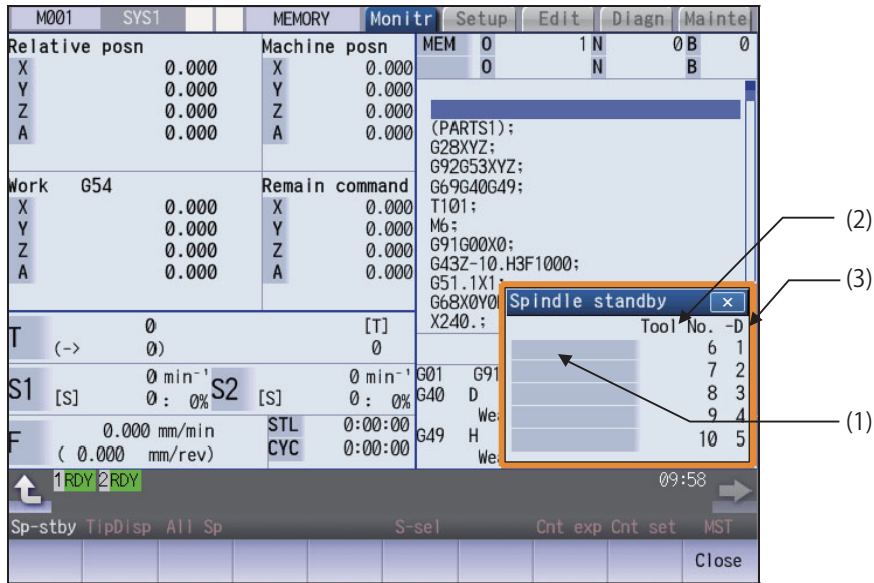 M001 SYS1 MEMORY Monitr Setup Edit Diagn Mainte
Relative posn
X 0.000
Y 0.000
Z 0.000
A 0.000
Machine posn
X 0.000
Y 0.000
Z 0.000
A 0.000
Work G54
X 0.000
Y 0.000
Z 0.000
A 0.000
Remain command
X 0.000
Y 0.000
Z 0.000
A 0.000
MEM O 1 N 0 B 0
O N B
(PARTS1);
G28XYZ;
G92G53XYZ;
G69G40G49;
T101;
M6;
G91G00X0;
G43Z-10.H3F1000;
G51.1X1;
G68X0Y0
X240.;
T 0 [T]
(-> 0) 0
S1 0 min⁻¹ S2 0 min⁻¹
[S] 0: 0% [S] 0: 0%
F 0.000 mm/min
( 0.000 mm/rev)
STL 0:00:00
CYC 0:00:00
G01 G91
G40 D
We
G49 H
We
Spindle standby ×
Tool No. -D
6 1
7 2
8 3
9 4
10 5
(2)
(3)
(1)
1RDY 2RDY 09:58
Sp-stby TipDisp All Sp S-sel Cnt exp Cnt set MST
Close